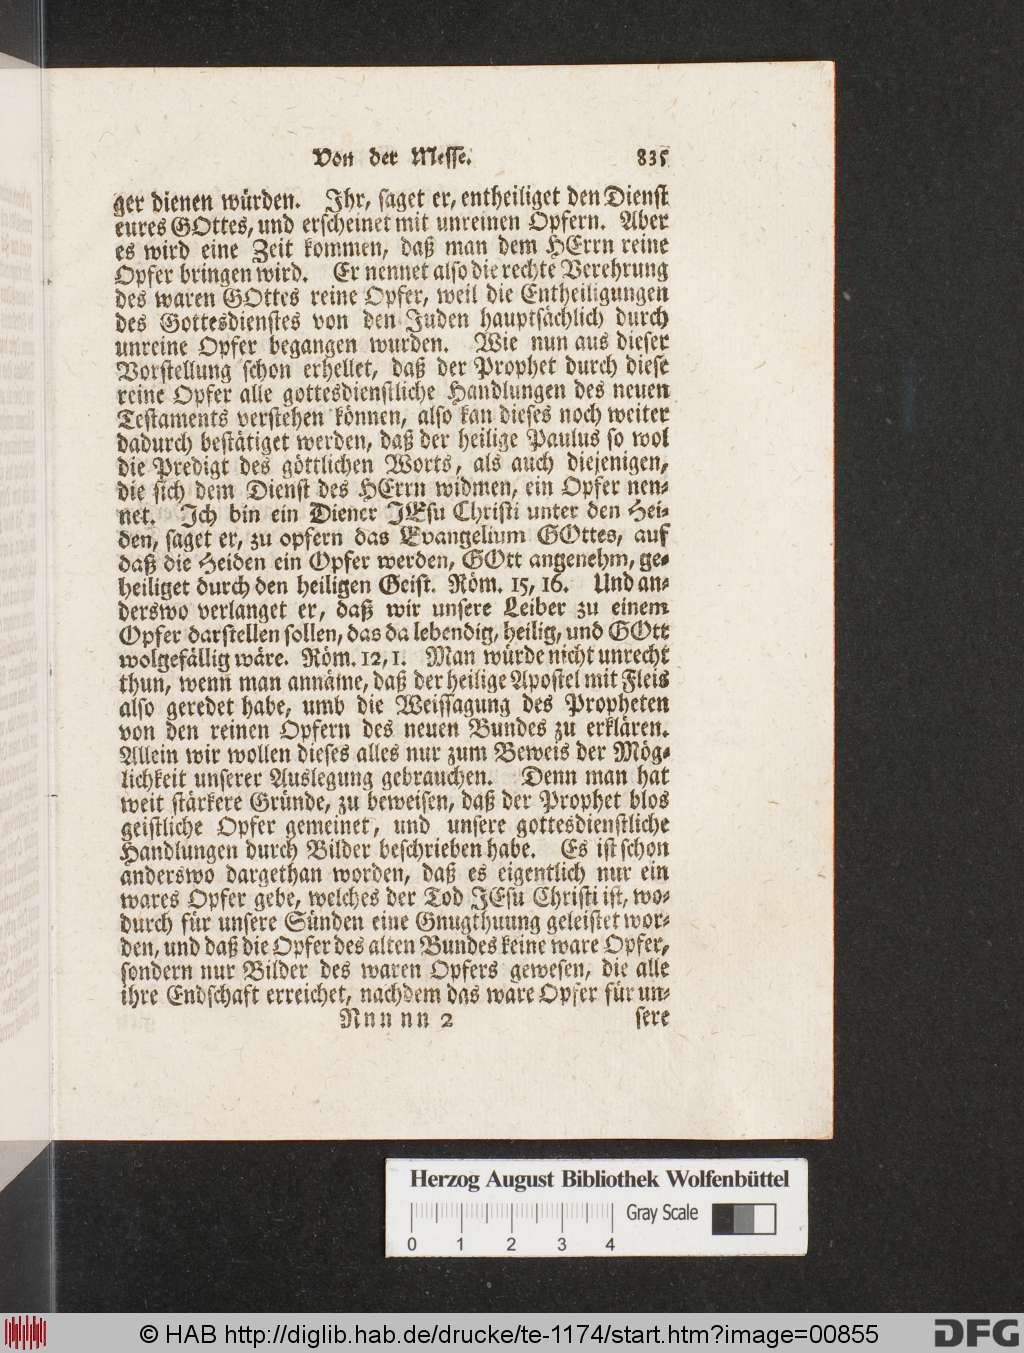 Von der Messe. 835
ger dienen würden. Ihr, saget er, entheiliget den Dienst
eures GOttes, und erscheinet mit unreinen Opfern. Aber
es wird eine Zeit kommen, daß man dem HErrn reine
Opfer bringen wird. Er nennet also die rechte Verehrung
des waren GOttes reine Opfer, weil die Entheiligungen
des Gottesdienstes von den Juden hauptsächlich durch
unreine Opfer begangen wurden. Wie nun aus dieser
Vorstellung schon erhellet, daß der Prophet durch diese
reine Opfer alle gottesdienstliche Handlungen des neuen
Testaments verstehen können, also kan dieses noch weiter
dadurch bestätiget werden, daß der heilige Paulus so wol
die Predigt des göttlichen Worts, als auch diejenigen,
die sich dem Dienst des HErrn widmen, ein Opfer nen-
net. Ich bin ein Diener JEsu Christi unter den Hei-
den, saget er, zu opfern das Evangelium GOttes, auf
daß die Heiden ein Opfer werden, GOtt angenehm, ge-
heiliget durch den heiligen Geist. Röm. 15, 16. Und an-
derswo verlanget er, daß wir unsere Leiber zu einem
Opfer darstellen sollen, das da lebendig, heilig, und GOtt
wolgefällig wäre. Röm. 12, 1. Man würde nicht unrecht
thun, wenn man annäme, daß der heilige Apostel mit Fleis
also geredet habe, umb die Weissagung des Propheten
von den reinen Opfern des neuen Bundes zu erklären.
Allein wir wollen dieses alles nur zum Beweis der Mög-
lichkeit unserer Auslegung gebrauchen. Denn man hat
weit stärkere Gründe, zu beweisen, daß der Prophet blos
geistliche Opfer gemeinet, und unsere gottesdienstliche
Handlungen durch Bilder beschrieben habe. Es ist schon
anderswo dargethan worden, daß es eigentlich nur ein
wares Opfer gebe, welches der Tod JEsu Christi ist, wo-
durch für unsere Sünden eine Gnugthuung geleistet wor-
den, und daß die Opfer des alten Bundes keine ware Opfer,
sondern nur Bilder des waren Opfers gewesen, die alle
ihre Endschaft erreichet, nachdem das ware Opfer für un-
Nnn nn 2 sere
Herzog August Bibliothek Wolfenbüttel
Gray Scale
0 1 2 3 4
© HAB http://diglib.hab.de/drucke/te-1174/start.htm?image=00855
DFG